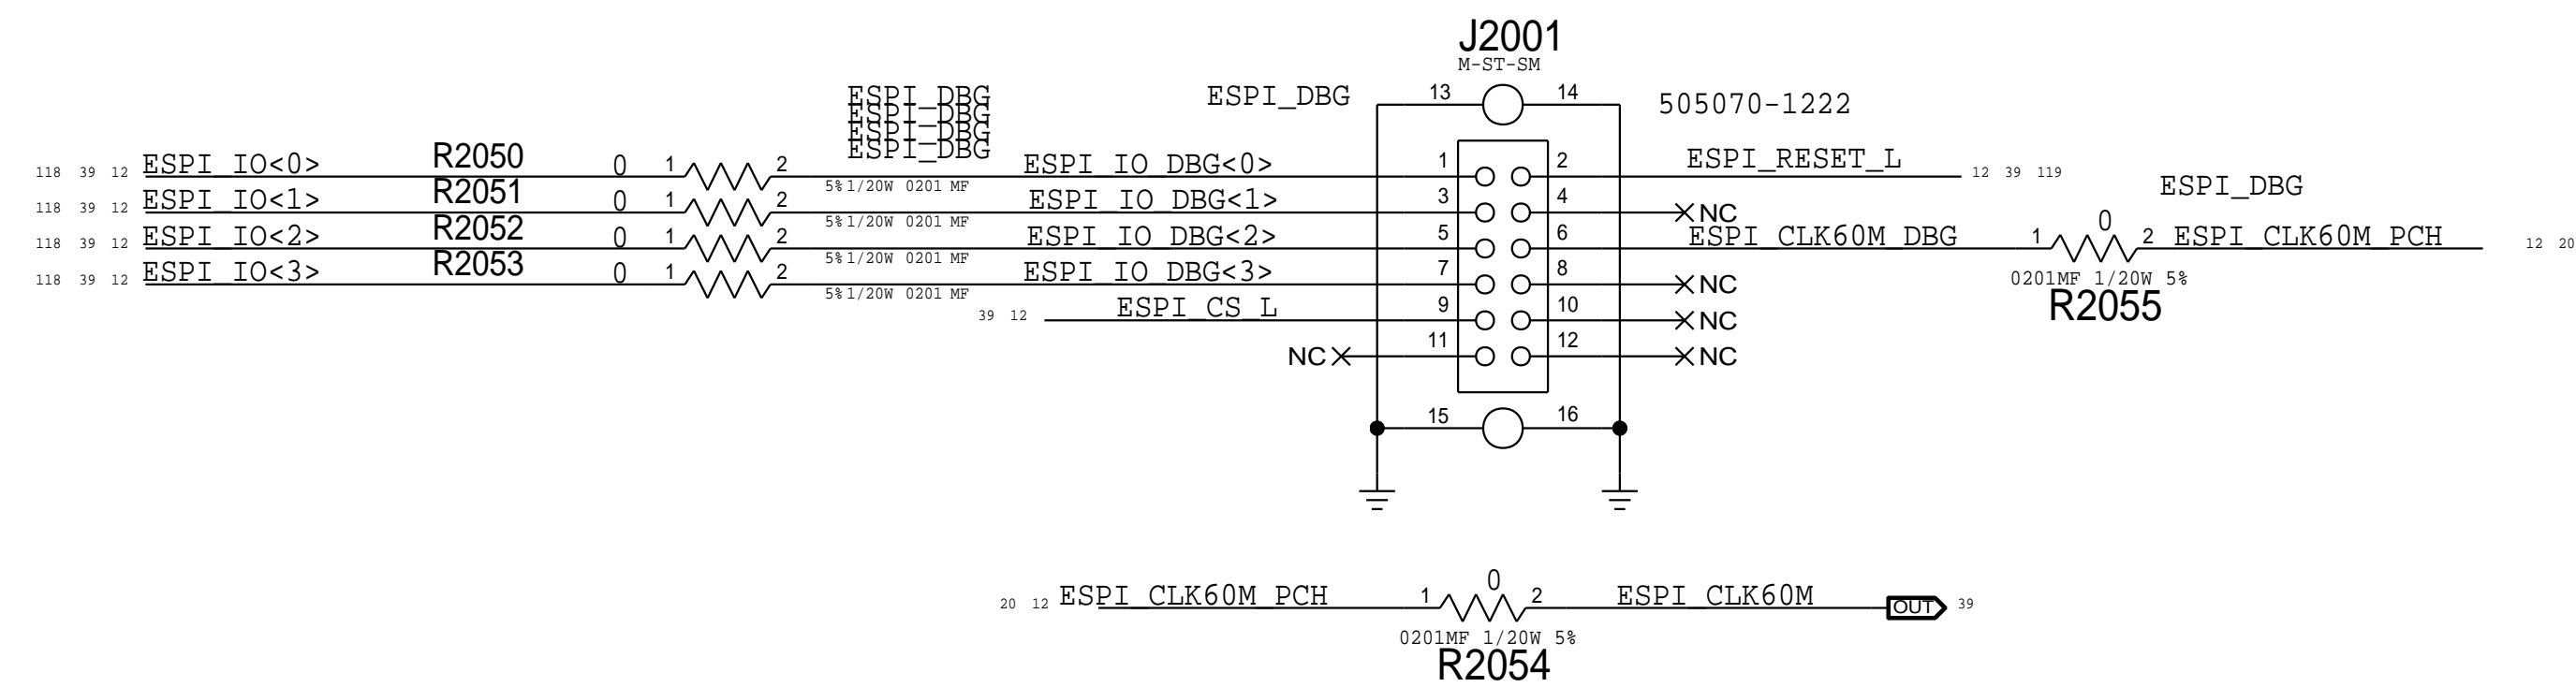 J2001
M-ST-SM
ESPI_DBG
ESPI_DBG
ESPI_DBG
ESPI_DBG
ESPI_DBG 13 14 505070-1222
118 39 12 ESPI_IO<0> R2050 0 1 2 5% 1/20W 0201 MF ESPI_IO_DBG<0> 1 2 ESPI_RESET_L 12 39 119
118 39 12 ESPI_IO<1> R2051 0 1 2 5% 1/20W 0201 MF ESPI_IO_DBG<1> 3 4 NC
ESPI_DBG
118 39 12 ESPI_IO<2> R2052 0 1 2 5% 1/20W 0201 MF ESPI_IO_DBG<2> 5 6 ESPI_CLK60M_DBG 1 0 2 ESPI_CLK60M_PCH 12 20
0201MF 1/20W 5%
R2055
118 39 12 ESPI_IO<3> R2053 0 1 2 5% 1/20W 0201 MF ESPI_IO_DBG<3> 7 8 NC
39 12 ESPI_CS_L 9 10 NC
NC 11 12 NC
15 16
20 12 ESPI_CLK60M_PCH 1 0 2 ESPI_CLK60M OUT 39
0201MF 1/20W 5%
R2054